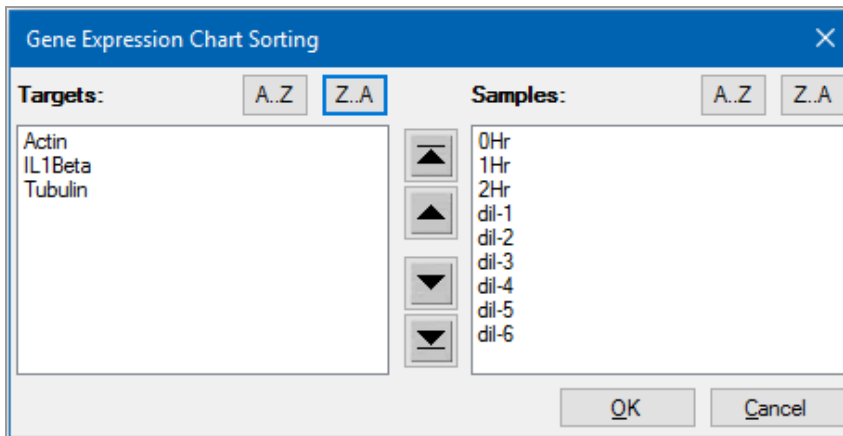 Gene Expression Chart Sorting
Targets: A..Z Z..A Samples: A..Z Z..A
Actin
IL1Beta
Tubulin
0Hr
1Hr
2Hr
dil-1
dil-2
dil-3
dil-4
dil-5
dil-6
OK Cancel